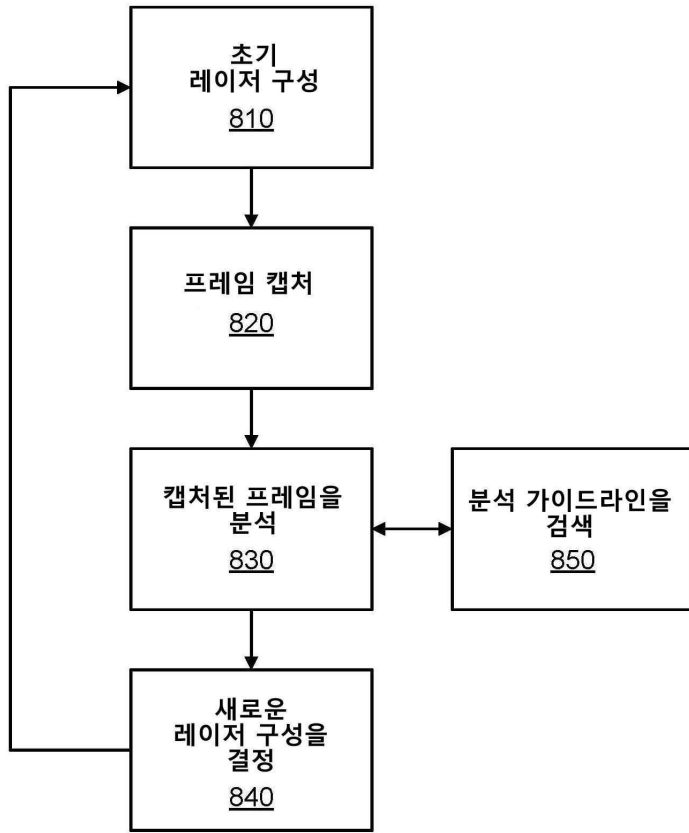 초기
레이저 구성
810
프레임 캡처
820
캡처된 프레임을
분석
830
분석 가이드라인을
검색
850
새로운
레이저 구성을
결정
840